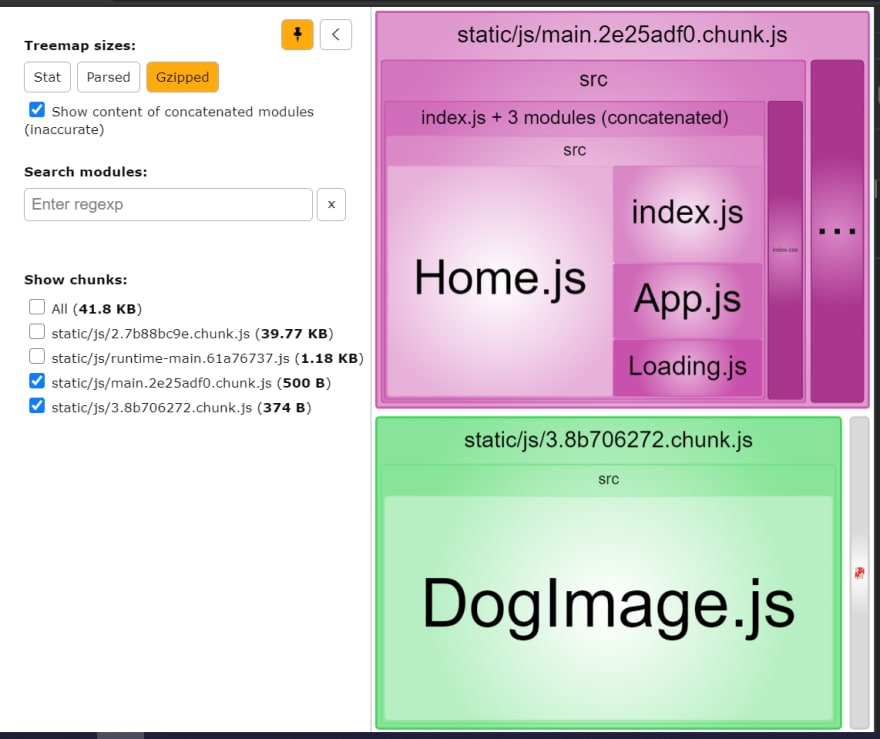 Treemap sizes:
Stat Parsed Gzipped
Show content of concatenated modules
(inaccurate)
Search modules:
Enter regexp x
Show chunks:
All (41.8 KB)
static/js/2.7b88bc9e.chunk.js (39.77 KB)
static/js/runtime-main.61a76737.js (1.18 KB)
static/js/main.2e25adf0.chunk.js (500 B)
static/js/3.8b706272.chunk.js (374 B)
static/js/main.2e25adf0.chunk.js
src
index.js + 3 modules (concatenated)
src
Home.js
index.js
App.js
Loading.js
index.css
...
static/js/3.8b706272.chunk.js
src
DogImage.js